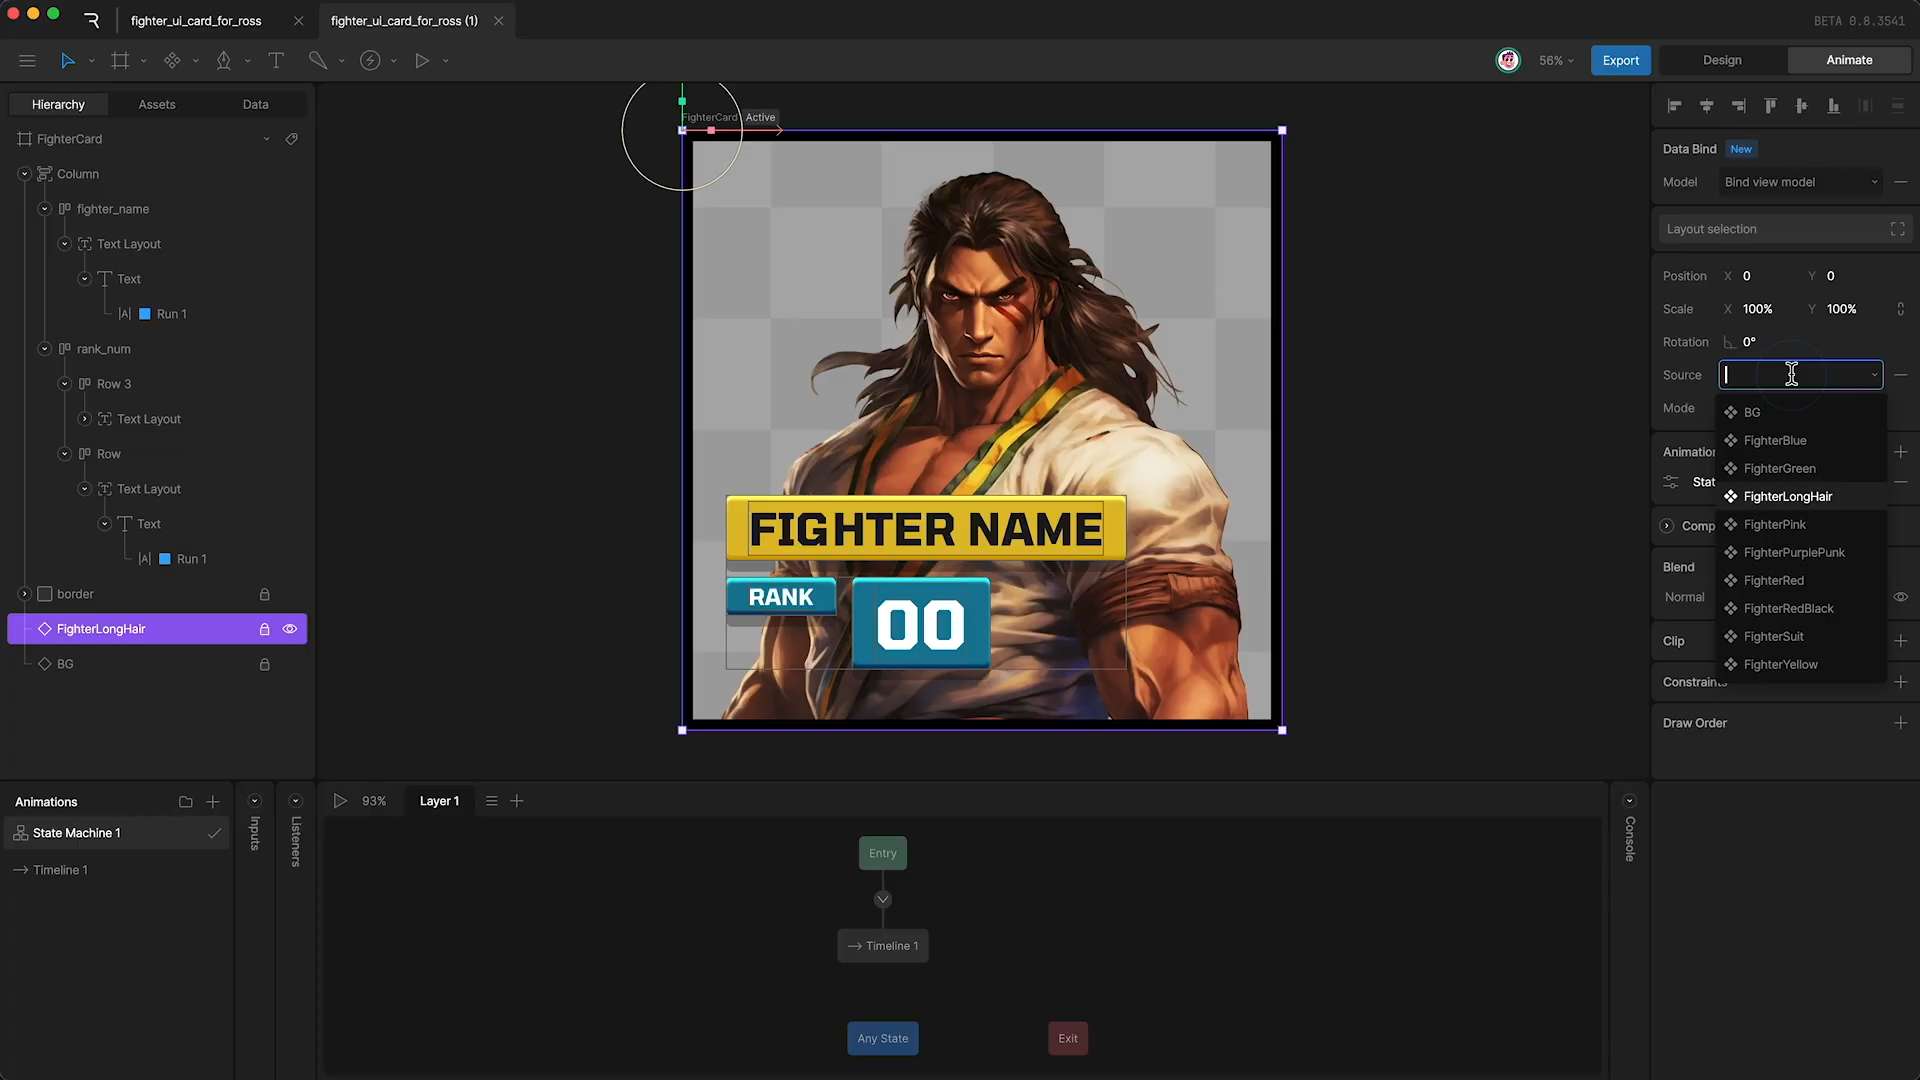 fighter_ui_card_for_ross
fighter_ui_card_for_ross (1)
BETA 0.8.3541
56%
Export
Design
Animate
Hierarchy
Assets
Data
FighterCard
Column
fighter_name
Text Layout
Text
Run 1
rank_num
Row 3
Text Layout
Row
Text Layout
Text
Run 1
border
FighterLongHair
BG
FighterCard
Active
FIGHTER NAME
RANK
00
Data Bind
New
Model
Bind view model
Layout selection
Position X 0 Y 0
Scale X 100% Y 100%
Rotation 0°
Source
Mode
BG
FighterBlue
FighterGreen
FighterLongHair
FighterPink
FighterPurplePunk
FighterRed
FighterRedBlack
FighterSuit
FighterYellow
Animation
Stat
Comp
Blend
Normal
Clip
Constraints
Draw Order
Animations
State Machine 1
Timeline 1
Inputs
Listeners
93%
Layer 1
Entry
Timeline 1
Any State
Exit
Console